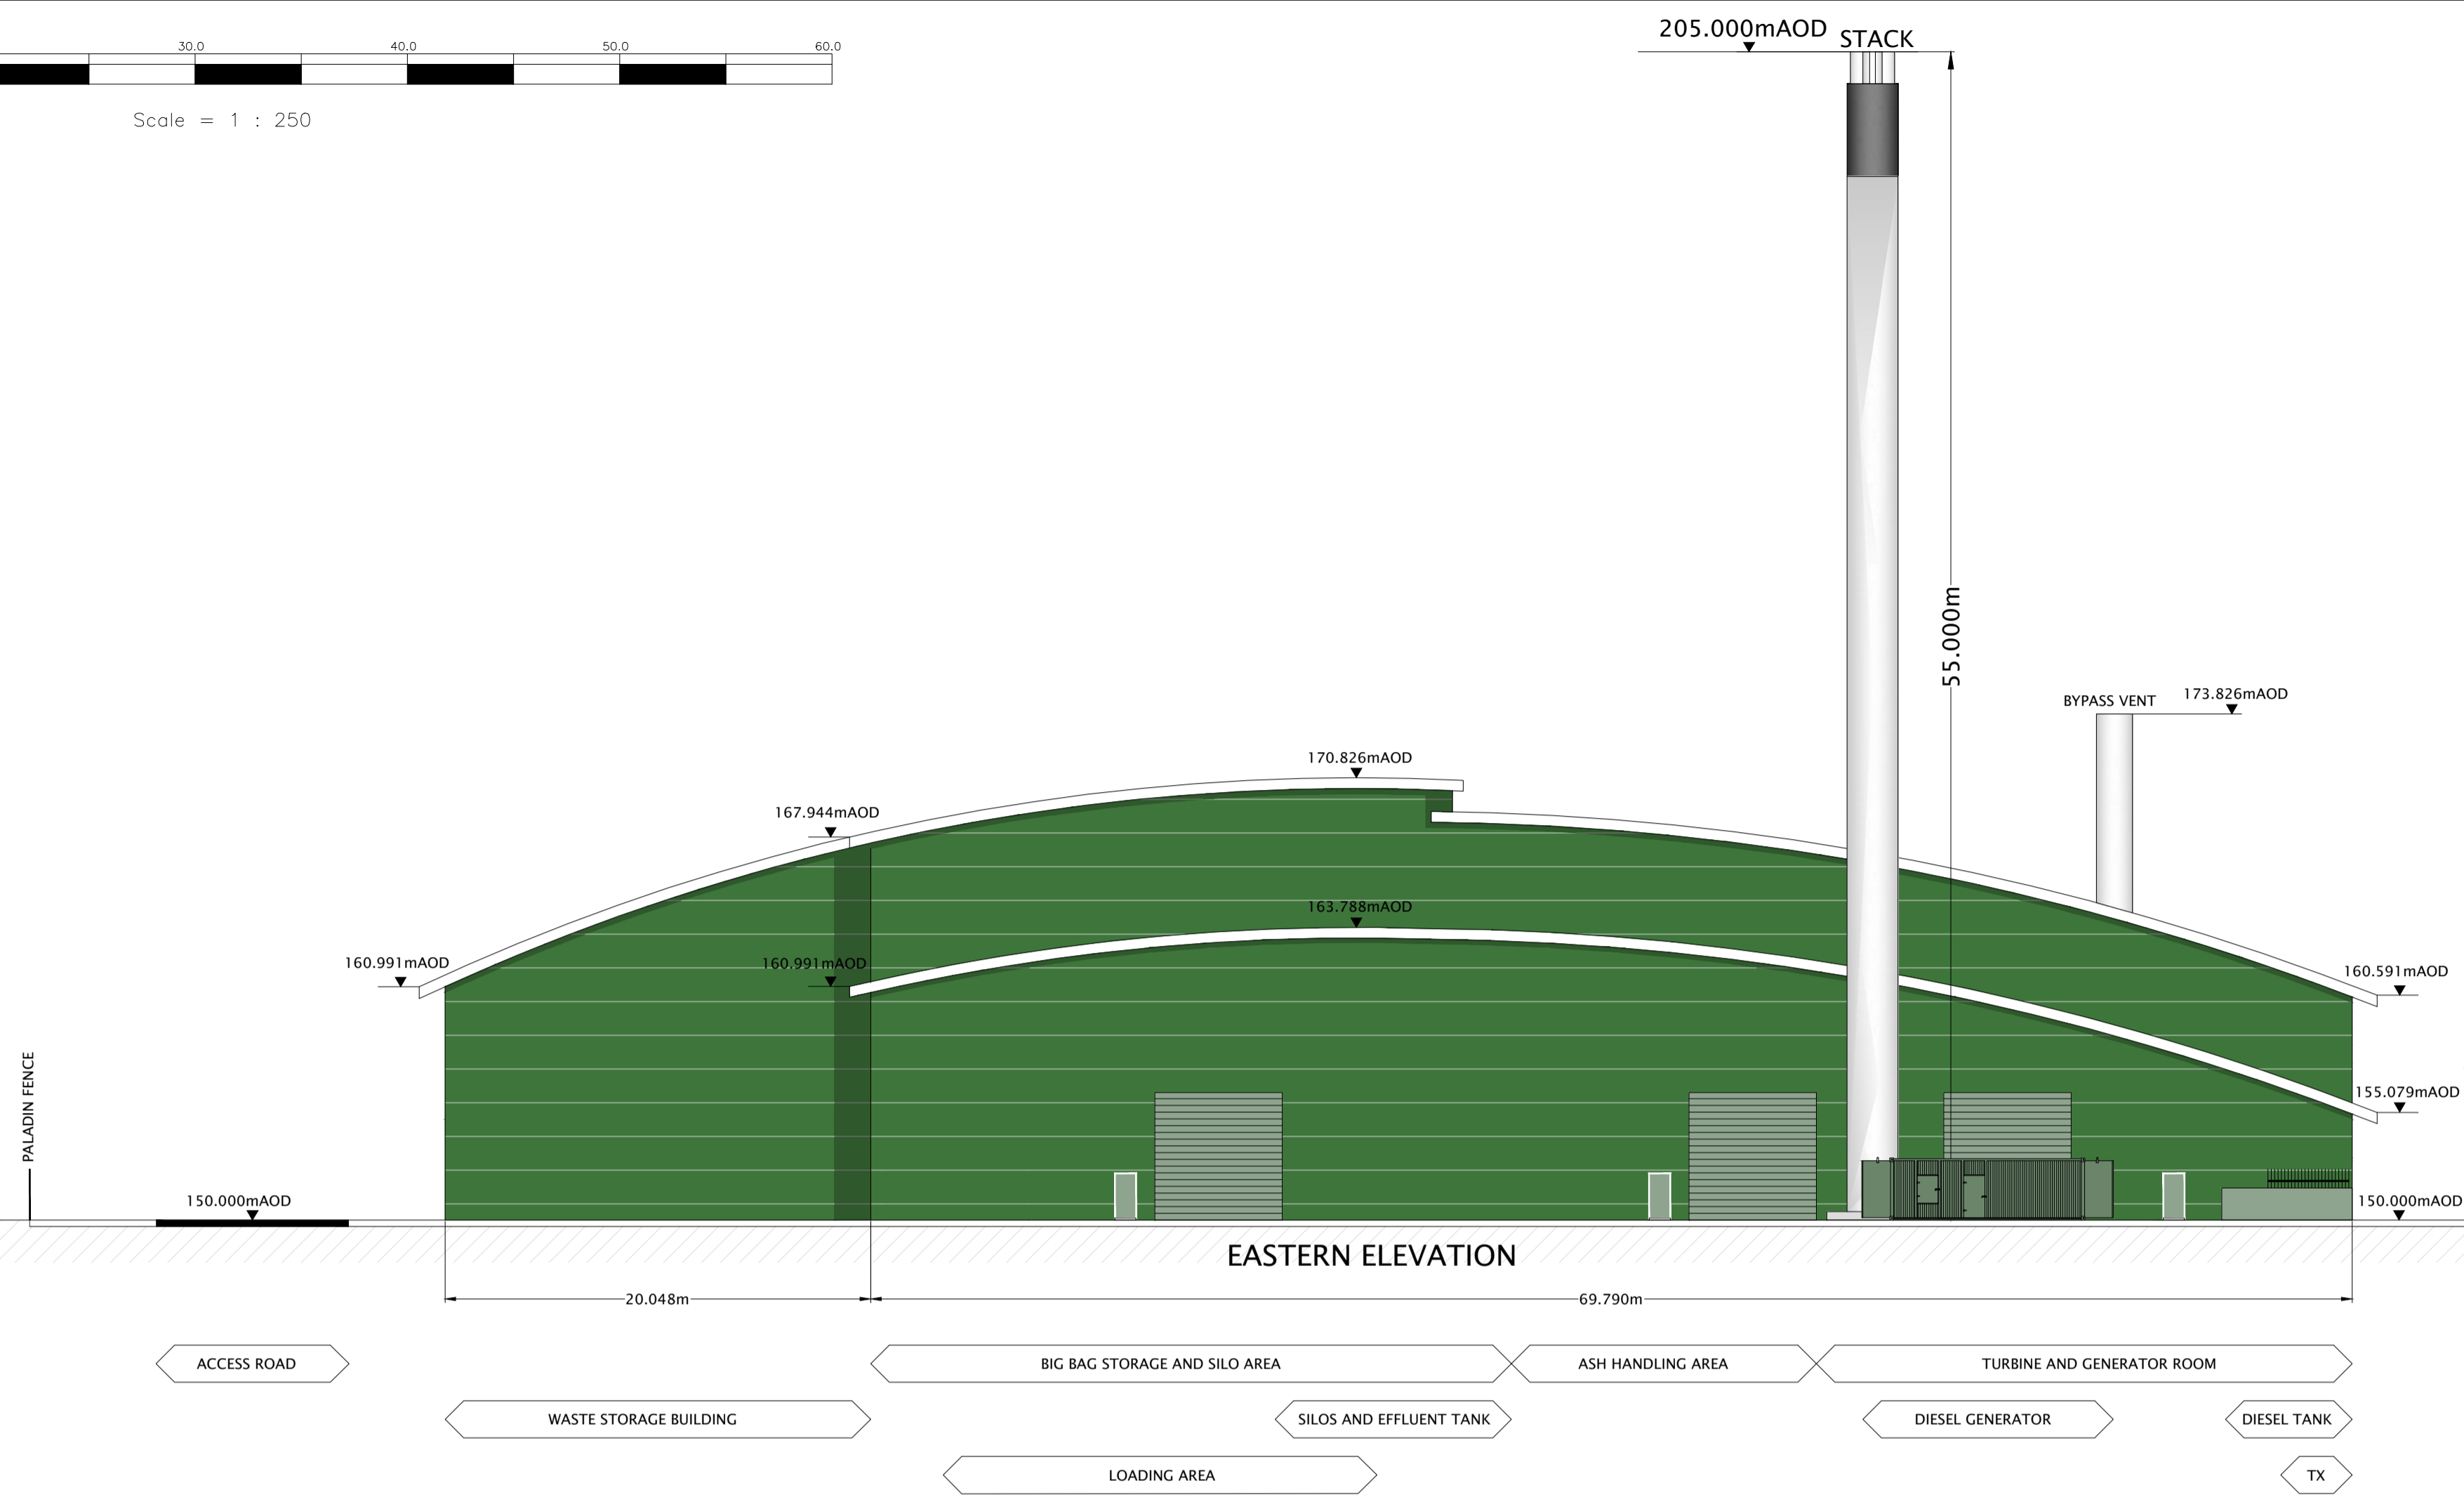 205.000mAOD STACK
30.0 40.0 50.0 60.0
Scale = 1 : 250
55.000m
BYPASS VENT 173.826mAOD
170.826mAOD
167.944mAOD
163.788mAOD
160.991mAOD 160.991mAOD 160.591mAOD
PALADIN FENCE
155.079mAOD
150.000mAOD 150.000mAOD
EASTERN ELEVATION
20.048m 69.790m
ACCESS ROAD BIG BAG STORAGE AND SILO AREA ASH HANDLING AREA TURBINE AND GENERATOR ROOM
WASTE STORAGE BUILDING SILOS AND EFFLUENT TANK DIESEL GENERATOR DIESEL TANK
LOADING AREA TX